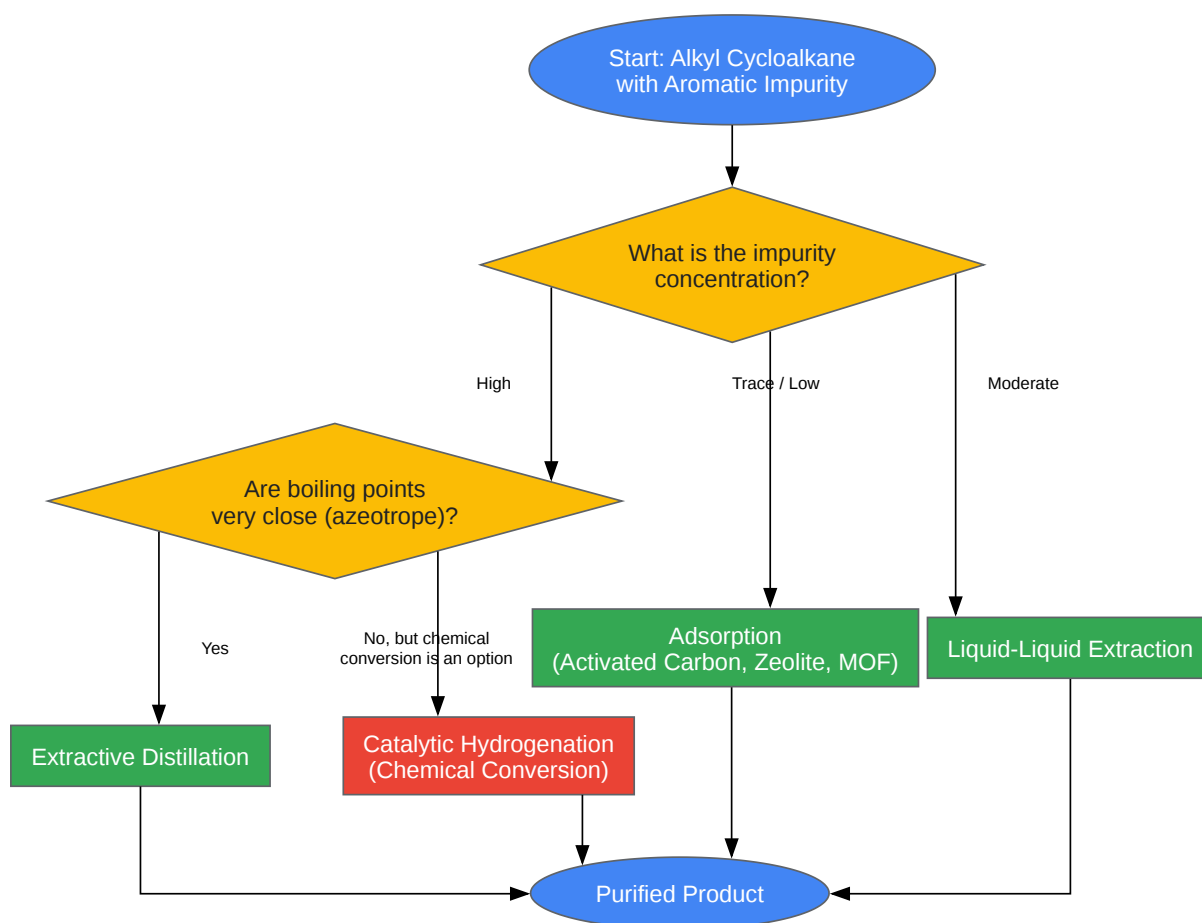 Start: Alkyl Cycloalkane
with Aromatic Impurity
What is the impurity
concentration?
High
Trace / Low
Moderate
Are boiling points
very close (azeotrope)?
Yes
No, but chemical
conversion is an option
Adsorption
(Activated Carbon, Zeolite, MOF)
Liquid-Liquid Extraction
Extractive Distillation
Catalytic Hydrogenation
(Chemical Conversion)
Purified Product